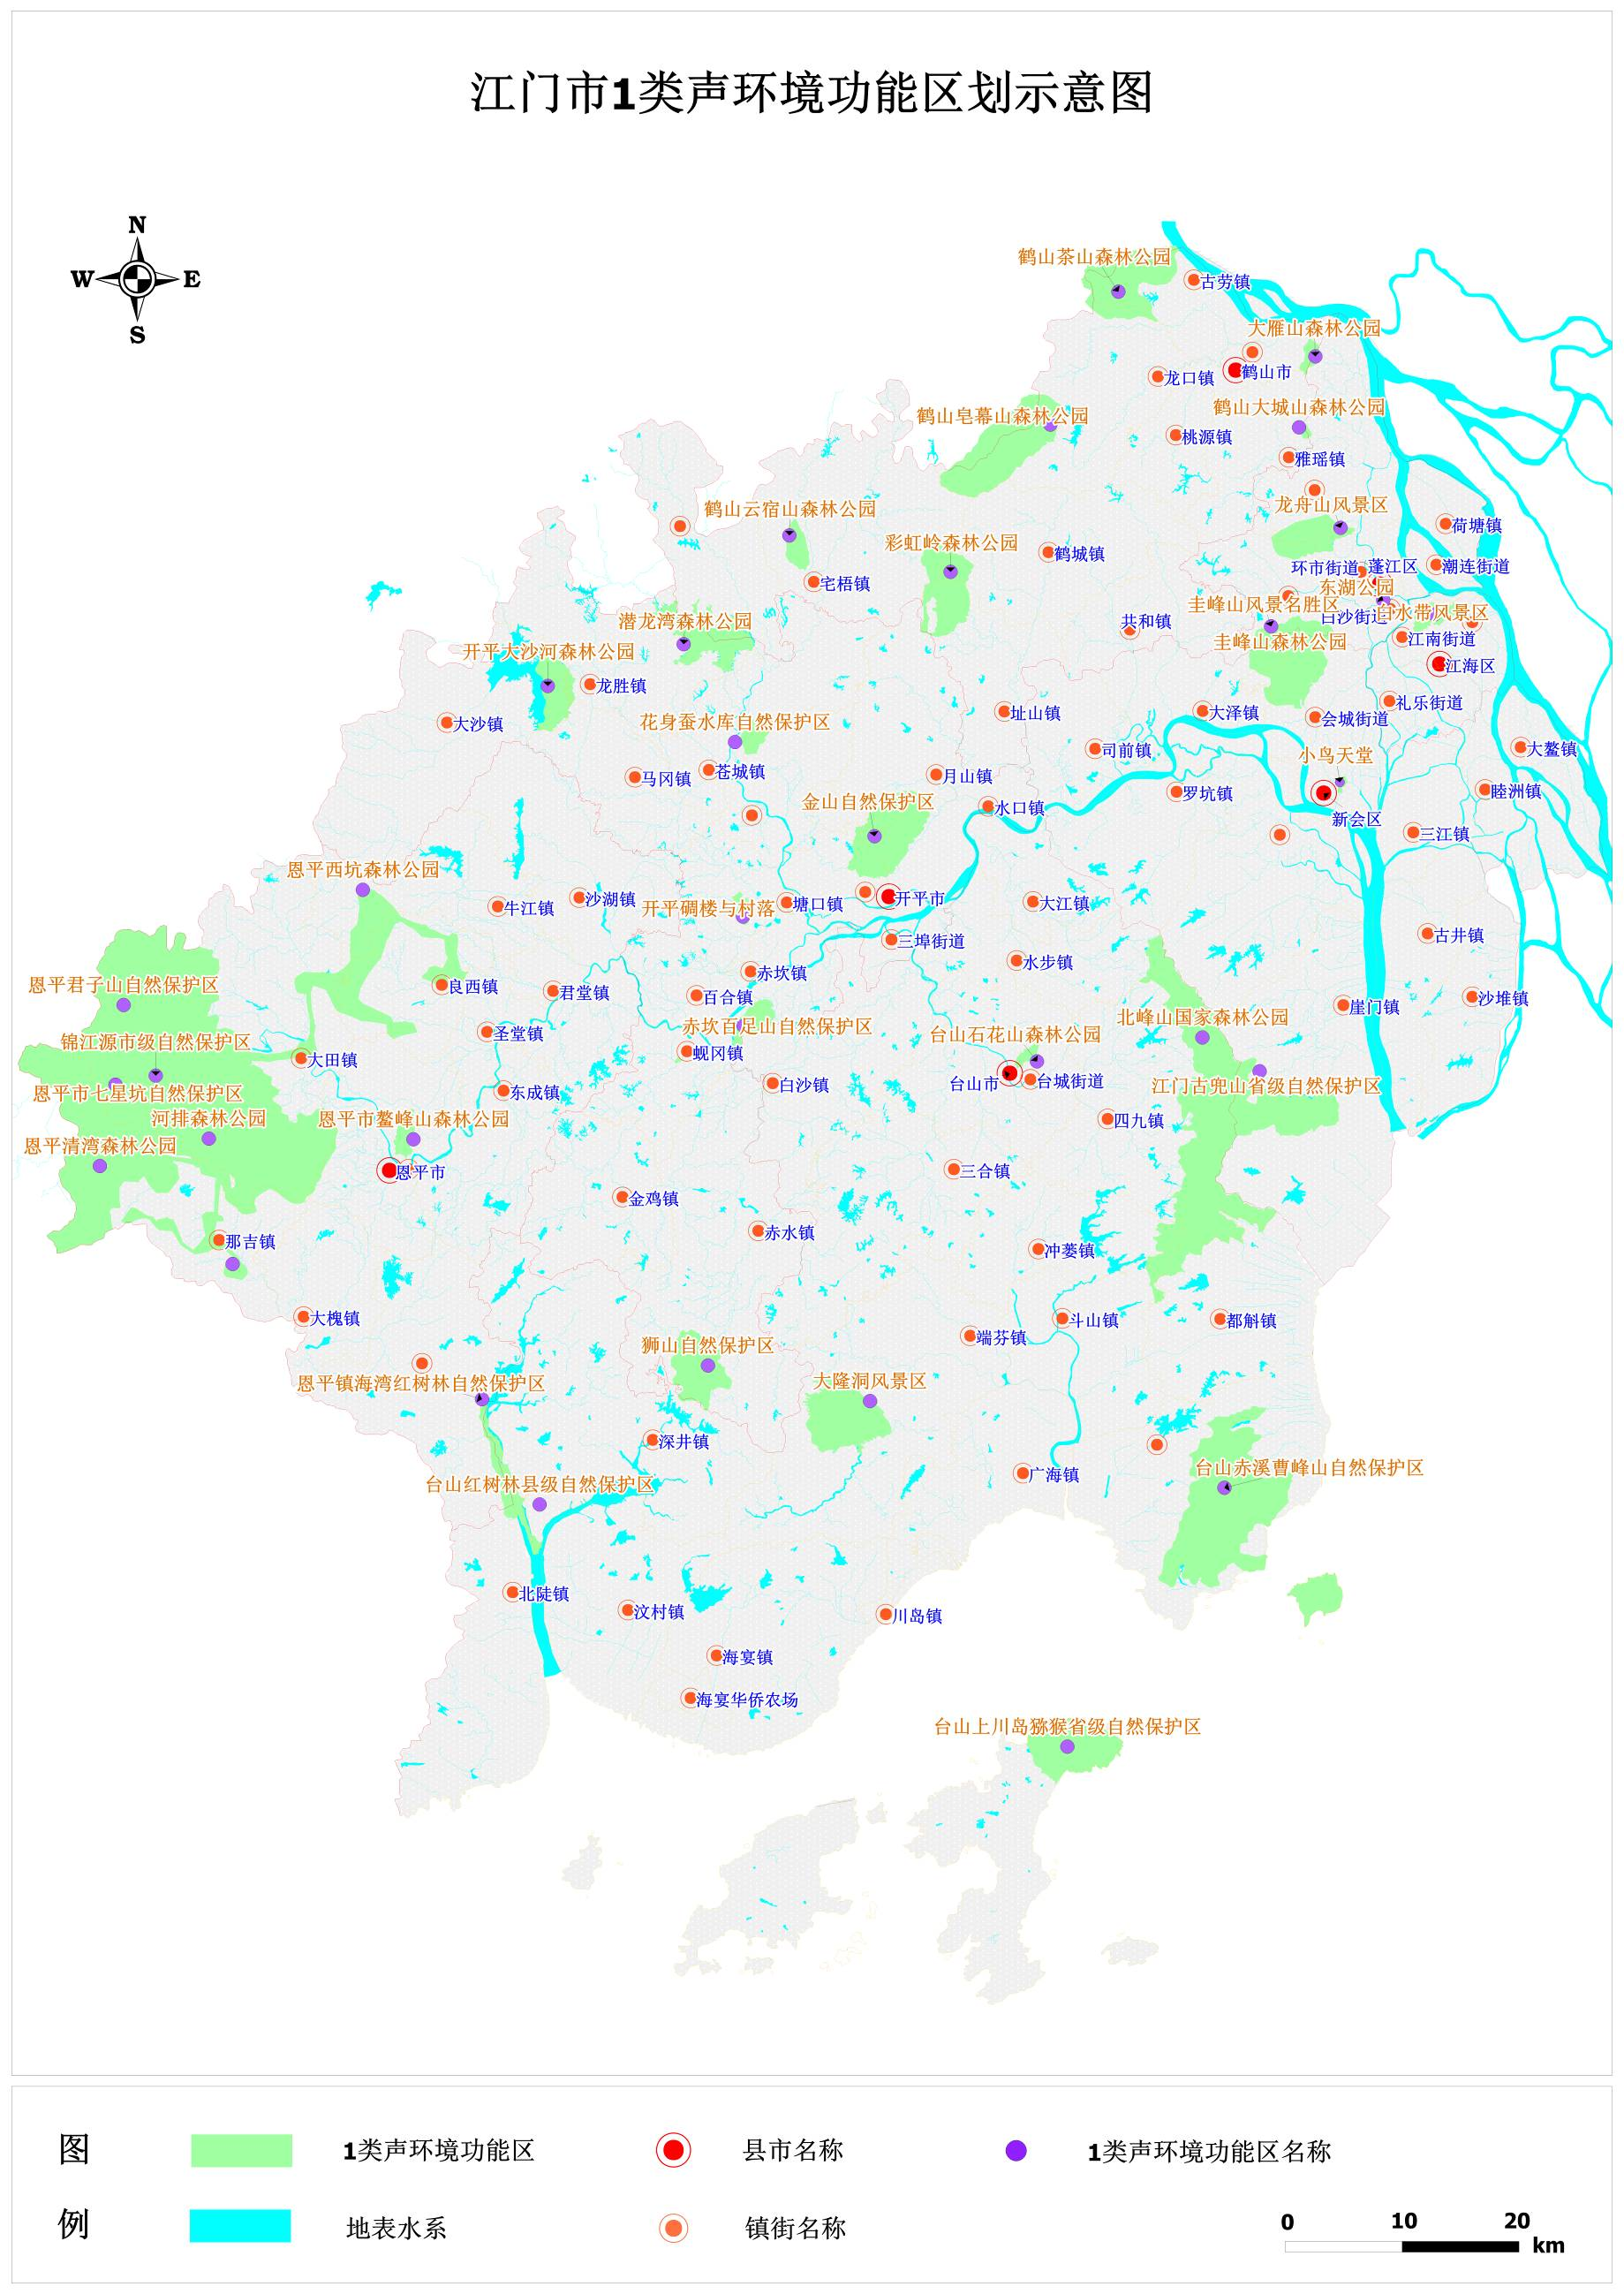 江门市1类声环境功能区划示意图
N
W
E
S
鹤山茶山森林公园
古劳镇
大雁山森林公园
龙口镇
鹤山市
鹤山大城山森林公园
鹤山皂幕山森林公园
桃源镇
雅瑶镇
鹤山云宿山森林公园
龙舟山风景区
荷塘镇
彩虹岭森林公园
鹤城镇
环市街道
蓬江区
潮连街道
宅梧镇
东湖公园
圭峰山风景名胜区
白沙街道
白水带风景区
潜龙湾森林公园
共和镇
圭峰山森林公园
江南街道
开平大沙河森林公园
江海区
龙胜镇
大沙镇
花身蚕水库自然保护区
址山镇
大泽镇
会城街道
礼乐街道
司前镇
大鳌镇
小鸟天堂
马冈镇
苍城镇
月山镇
罗坑镇
睦洲镇
金山自然保护区
水口镇
新会区
三江镇
恩平西坑森林公园
牛江镇
沙湖镇
开平碉楼与村落
塘口镇
开平市
大江镇
三埠街道
古井镇
水步镇
恩平君子山自然保护区
良西镇
君堂镇
赤坎镇
百合镇
沙堆镇
崖门镇
北峰山国家森林公园
赤坎百足山自然保护区
台山石花山森林公园
锦江源市级自然保护区
圣堂镇
大田镇
蚬冈镇
台山市
台城街道
江门古兜山省级自然保护区
恩平市七星坑自然保护区
东成镇
白沙镇
河排森林公园
恩平市鳌峰山森林公园
四九镇
恩平清湾森林公园
恩平市
三合镇
金鸡镇
赤水镇
那吉镇
冲蒌镇
大槐镇
斗山镇
都斛镇
端芬镇
狮山自然保护区
恩平镇海湾红树林自然保护区
大隆洞风景区
深井镇
广海镇
台山赤溪曹峰山自然保护区
台山红树林县级自然保护区
北陡镇
汶村镇
川岛镇
海宴镇
海宴华侨农场
台山上川岛猕猴省级自然保护区
图
1类声环境功能区
县市名称
1类声环境功能区名称
例
地表水系
镇街名称
0 10 20
km